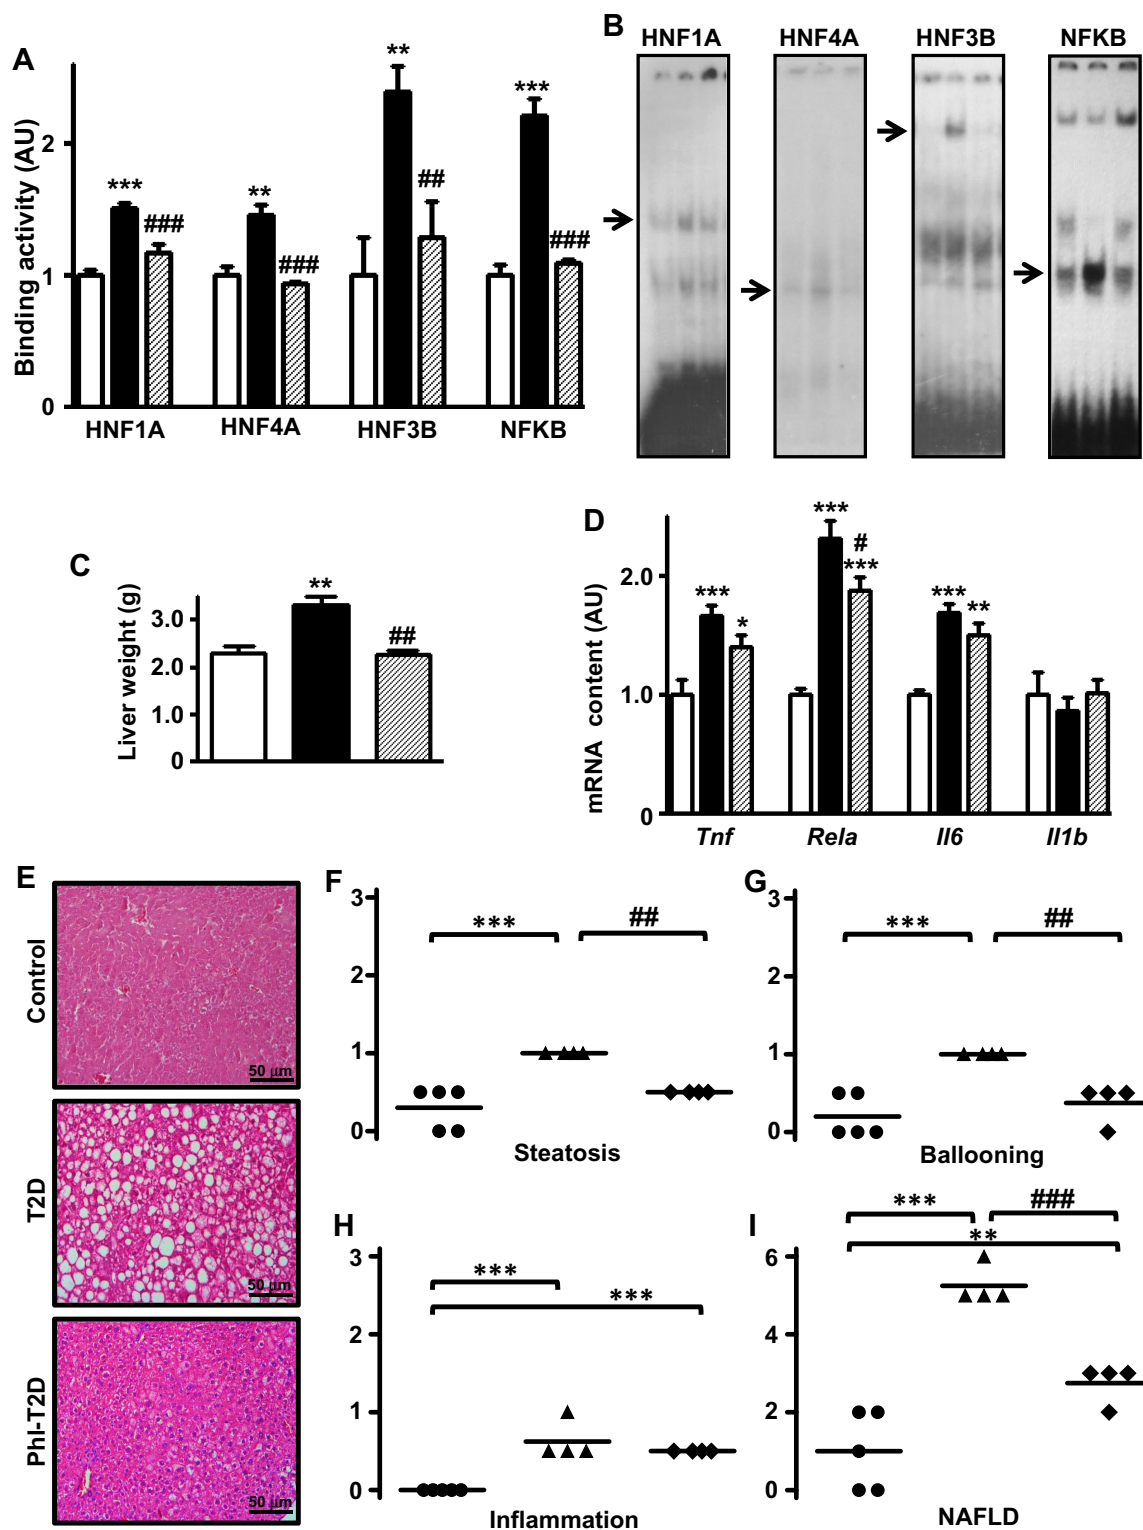 A
Binding activity (AU)
2
1
0
***
###
**
###
**
##
***
###
HNF1A
HNF4A
HNF3B
NFKB
B
HNF1A
HNF4A
HNF3B
NFKB
C
Liver weight (g)
3.0
2.0
1.0
0
**
##
D
mRNA content (AU)
2.0
1.0
0
***
*
***
#
***
***
**
Tnf
Rela
Il6
Il1b
E
Control
50 μm
T2D
50 μm
Phl-T2D
50 μm
F
3
2
1
0
***
##
Steatosis
G
3
2
1
0
***
##
Ballooning
H
3
2
1
0
***
***
Inflammation
I
6
4
2
0
***
###
**
NAFLD